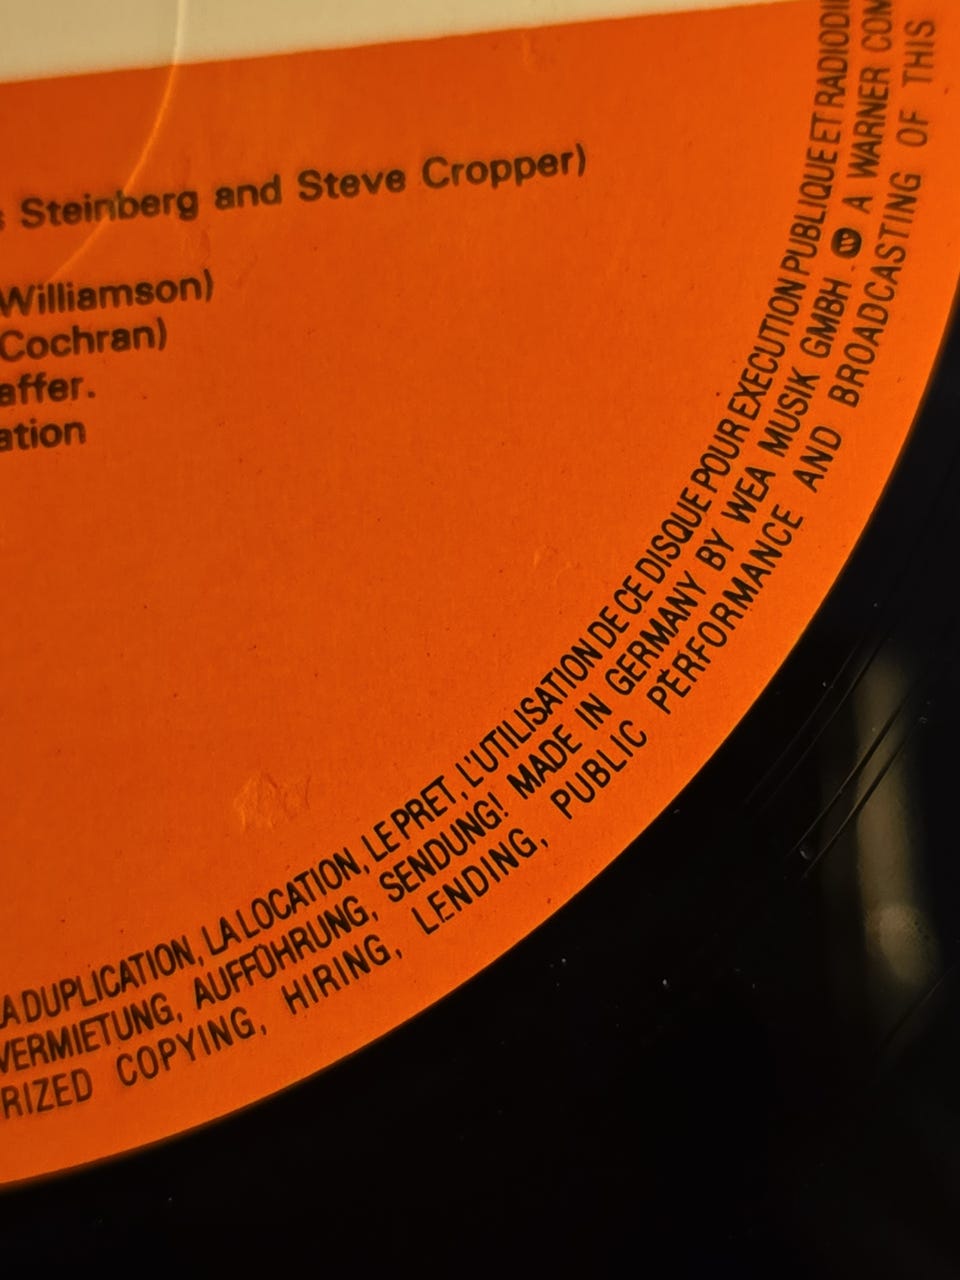 Steinberg and Steve Cropper)
Williamson)
Cochran)
affer.
ation
A DUPLICATION, LA LOCATION, LE PRET, L'UTILISATION DE CE DISQUE POUR EXECUTION PUBLIQUE ET RADIODI
VERMIETUNG, AUFFÜHRUNG, SENDUNG! MADE IN GERMANY BY WEA MUSIK GMBH. A WARNER COM
RIZED COPYING, HIRING, LENDING, PUBLIC PERFORMANCE AND BROADCASTING OF THIS